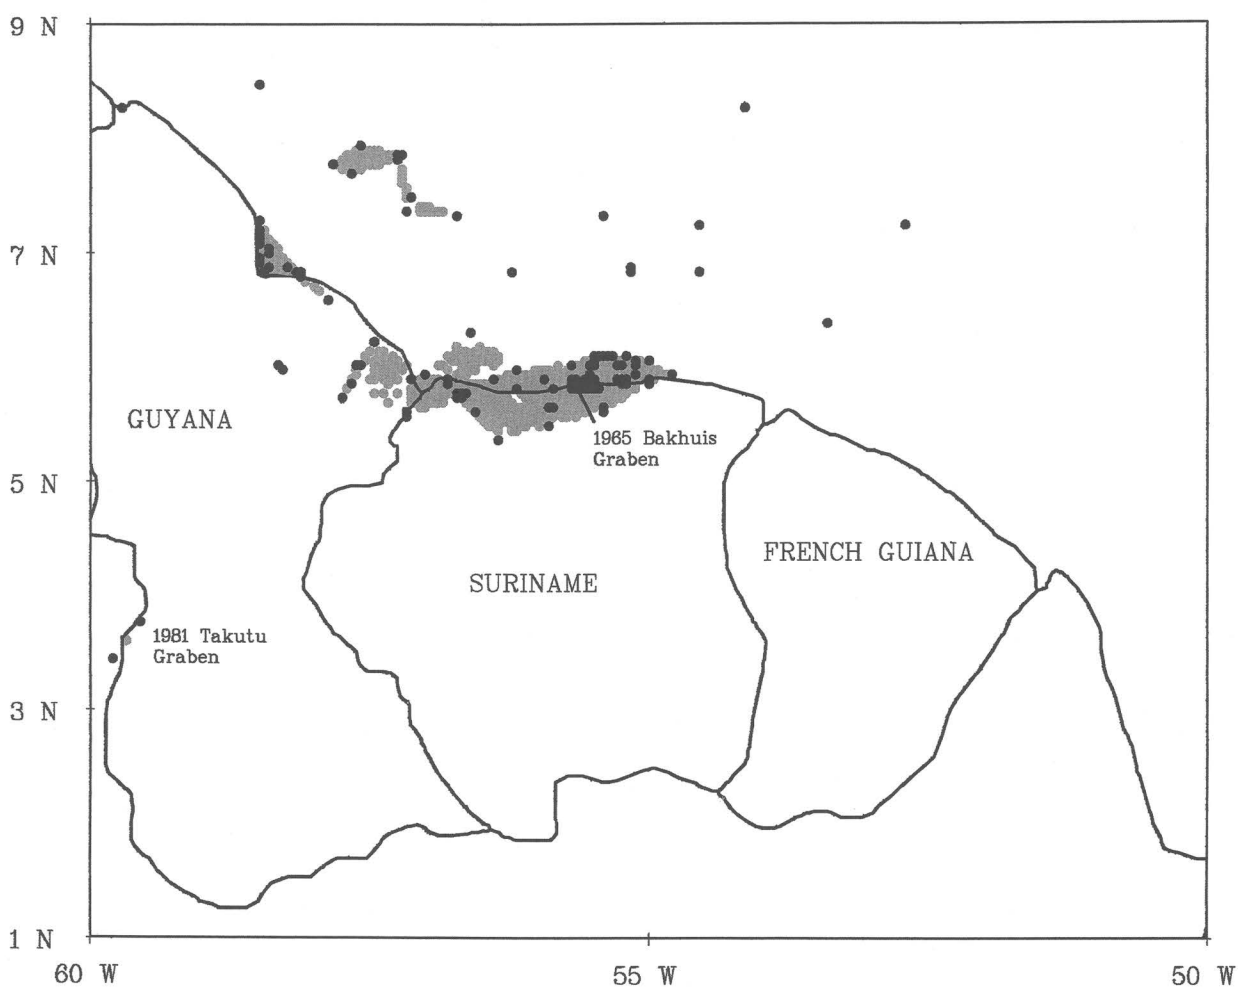 9 N
7 N
GUYANA
1965 Bakhuis
Graben
5 N
FRENCH GUIANA
SURINAME
1981 Takutu
Graben
3 N
1 N
60 W
55 W
50 W